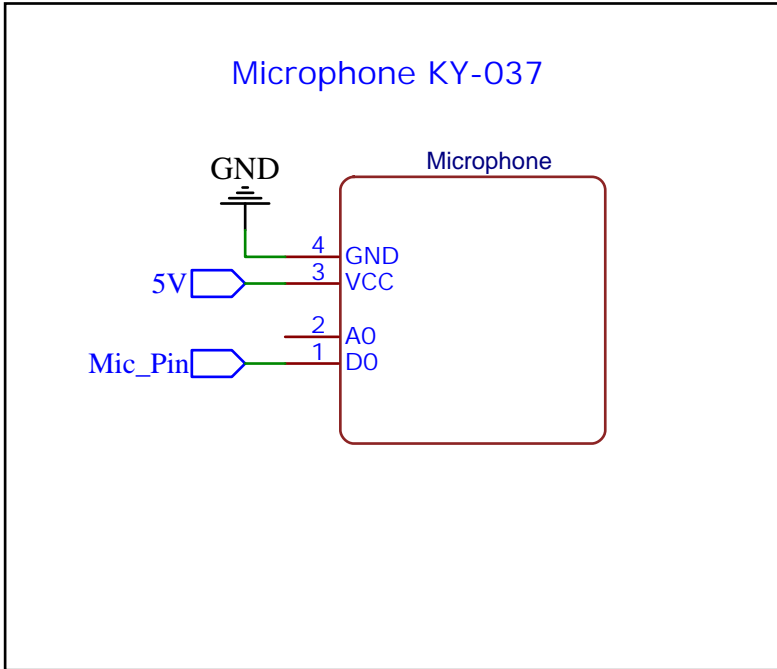 Microphone KY-037
Microphone
GND
4 GND
5V 3 VCC
2 A0
Mic_Pin 1 D0